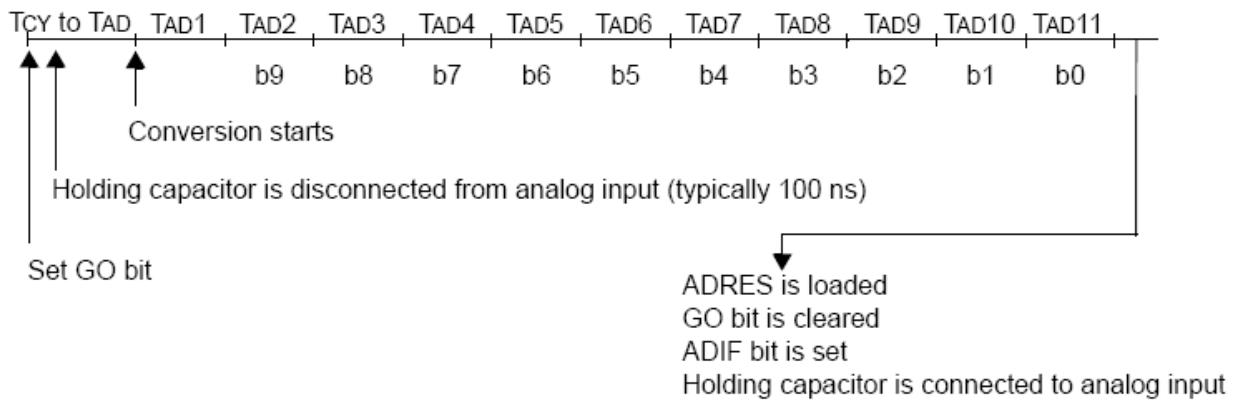 TCY to TAD TAD1 TAD2 TAD3 TAD4 TAD5 TAD6 TAD7 TAD8 TAD9 TAD10 TAD11
b9 b8 b7 b6 b5 b4 b3 b2 b1 b0
Conversion starts
Holding capacitor is disconnected from analog input (typically 100 ns)
Set GO bit
ADRES is loaded
GO bit is cleared
ADIF bit is set
Holding capacitor is connected to analog input